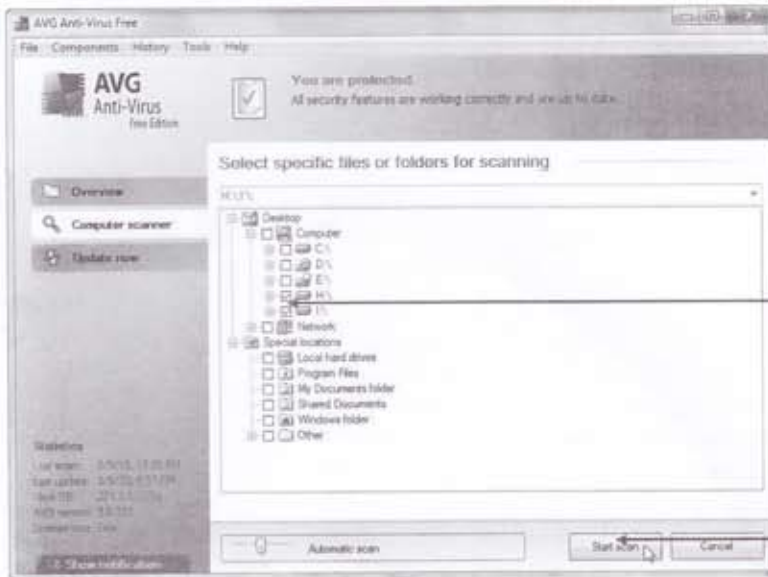 AVG Anti-Virus Free
File Components History Tools Help
AVG
Anti-Virus
Free Edition
You are protected.
All security features are working correctly and are up to date.
Select specific files or folders for scanning
Overview
Computer scanner
Update now
H:\;I:\
Desktop
Computer
C:\
D:\
E:\
H:\
I:\
Network
Special locations
Local hard drives
Program Files
My Documents folder
Shared Documents
Windows folder
Other
Statistics
Automatic scan
Start scan
Cancel
Show notification